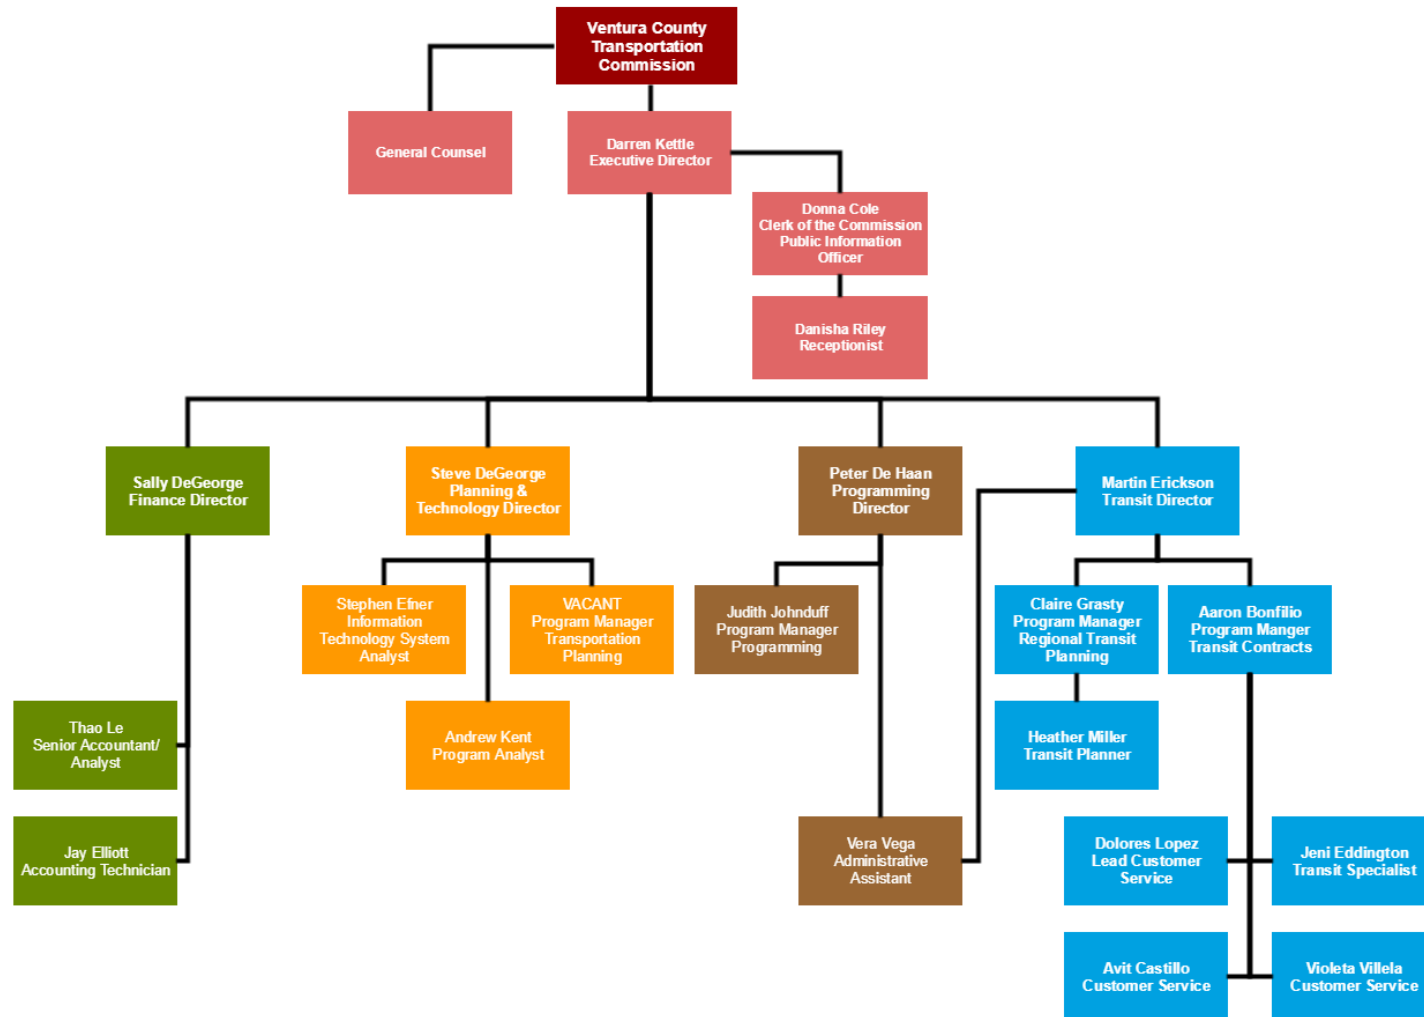 Ventura County
Transportation
Commission
General Counsel
Darren Kettle
Executive Director
Donna Cole
Clerk of the Commission
Public Information
Officer
Danisha Riley
Receptionist
Sally DeGeorge
Finance Director
Steve DeGeorge
Planning &
Technology Director
Peter De Haan
Programming
Director
Martin Erickson
Transit Director
Stephen Efner
Information
Technology System
Analyst
VACANT
Program Manager
Transportation
Planning
Judith Johnduff
Program Manager
Programming
Claire Grasty
Program Manager
Regional Transit
Planning
Aaron Bonfilio
Program Manger
Transit Contracts
Thao Le
Senior Accountant/
Analyst
Andrew Kent
Program Analyst
Heather Miller
Transit Planner
Jay Elliott
Accounting Technician
Vera Vega
Administrative
Assistant
Dolores Lopez
Lead Customer
Service
Jeni Eddington
Transit Specialist
Avit Castillo
Customer Service
Violeta Villela
Customer Service